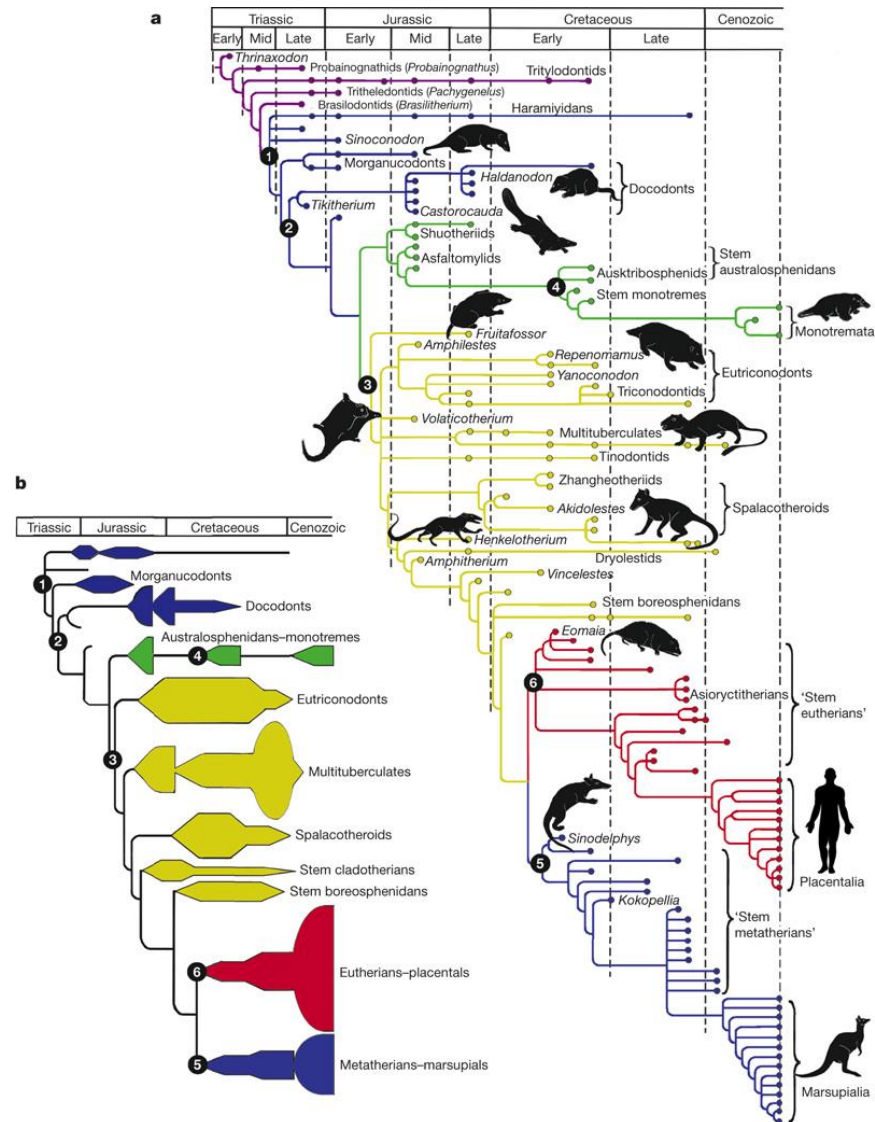 a
Triassic Jurassic Cretaceous Cenozoic
Early Mid Late Early Mid Late Early Late
Thrinaxodon
Probainognathids (Probainognathus)
Tritylodontids
Tritheledontids (Pachygenelus)
Brasilodontids (Brasilitherium)
Haramiyidans
Sinoconodon
1
Morganucodonts
Haldanodon
Docodonts
Tikitherium
Castorocauda
2
Shuotheriids
Asfaltomylids
Stem
australosphenidans
Ausktribosphenids
4
Stem monotremes
Monotremata
Fruitafossor
Amphilestes
Repenomamus
Eutriconodonts
Yanoconodon
3
Triconodontids
Volaticotherium
Multituberculates
Tinodontids
Zhangheotheriids
Spalacotheroids
Akidolestes
Henkelotherium
Dryolestids
Amphitherium
Vincelestes
Stem boreosphenidans
Eomaia
6
Asioryctitherians
'Stem
eutherians'
Placentalia
Sinodelphys
5
Kokopellia
'Stem
metatherians'
Marsupialia
b
Triassic Jurassic Cretaceous Cenozoic
1
Morganucodonts
Docodonts
2
Australosphenidans–monotremes
4
Eutriconodonts
3
Multituberculates
Spalacotheroids
Stem cladotherians
Stem boreosphenidans
6
Eutherians–placentals
5
Metatherians–marsupials